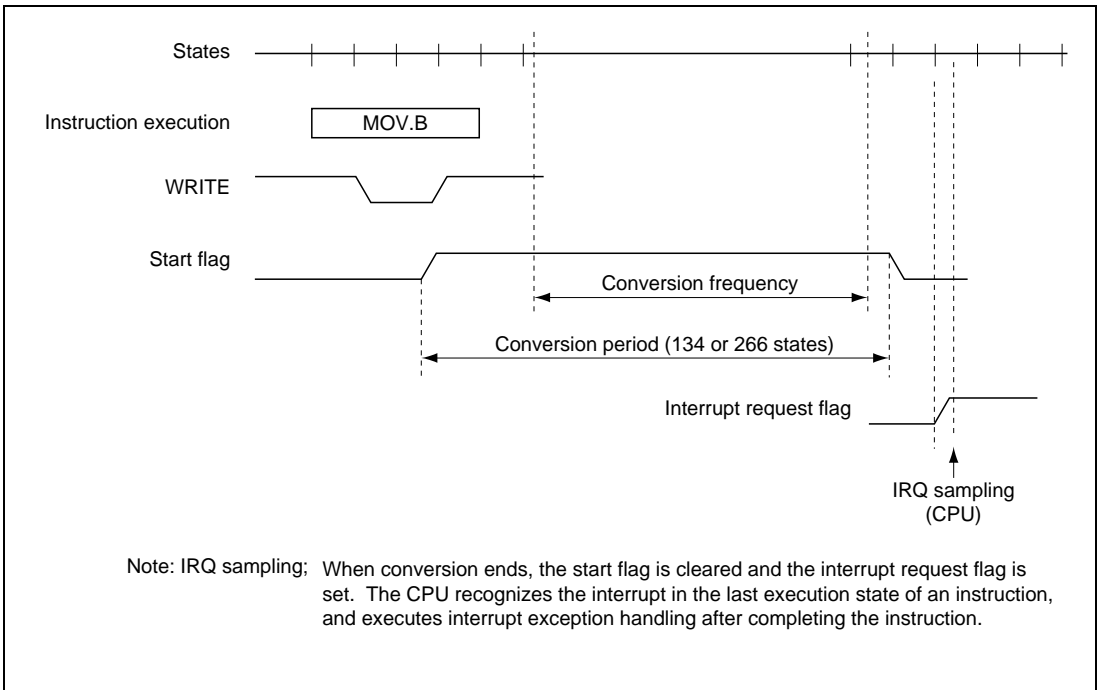 States
Instruction execution
MOV.B
WRITE
Start flag
Conversion frequency
Conversion period (134 or 266 states)
Interrupt request flag
IRQ sampling
(CPU)
Note: IRQ sampling; When conversion ends, the start flag is cleared and the interrupt request flag is
set. The CPU recognizes the interrupt in the last execution state of an instruction,
and executes interrupt exception handling after completing the instruction.